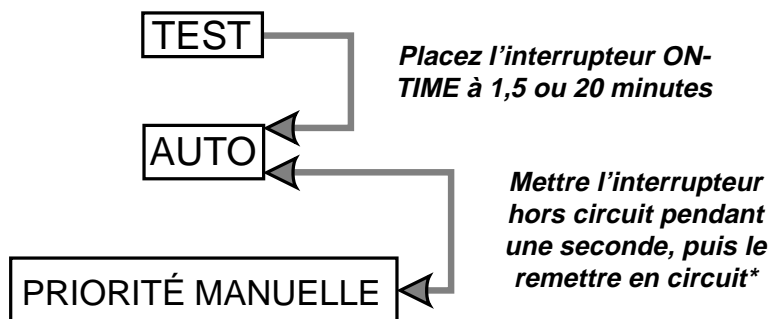 TEST
Placez l’interrupteur ON-
TIME à 1,5 ou 20 minutes
AUTO
Mettre l’interrupteur
hors circuit pendant
une seconde, puis le
remettre en circuit*
PRIORITÉ MANUELLE